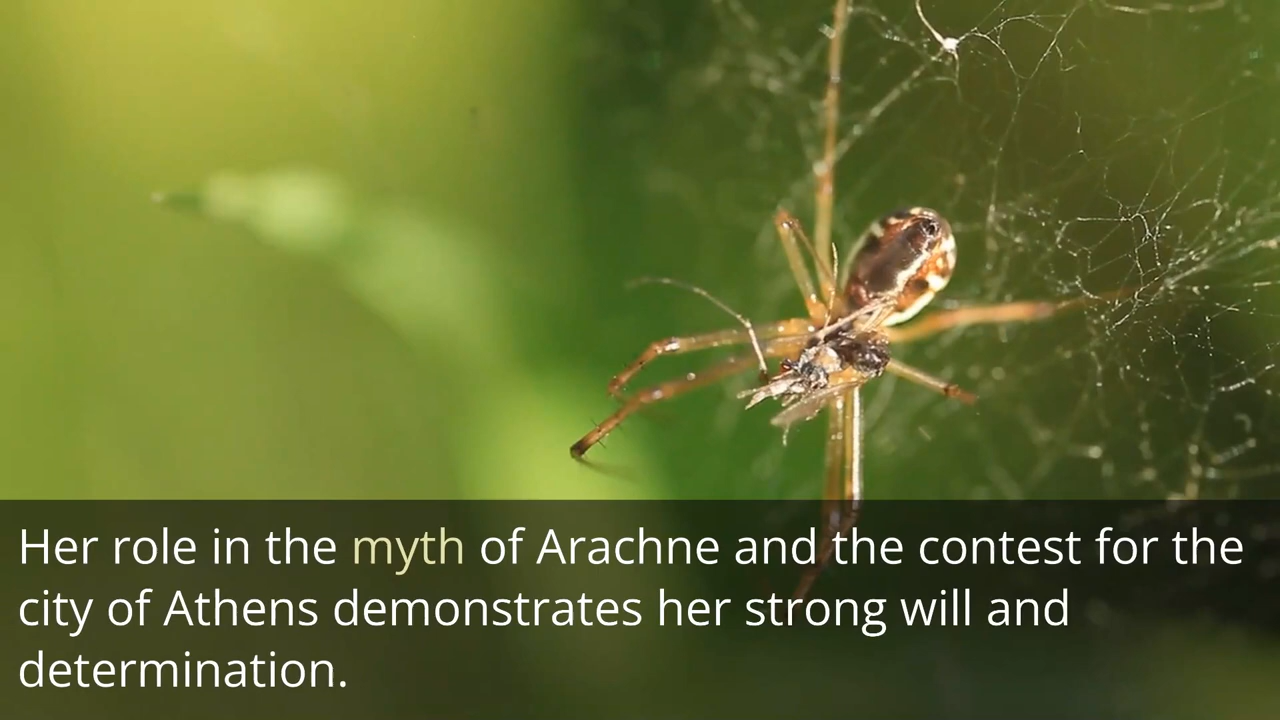 Her role in the myth of Arachne and the contest for the
city of Athens demonstrates her strong will and
determination.